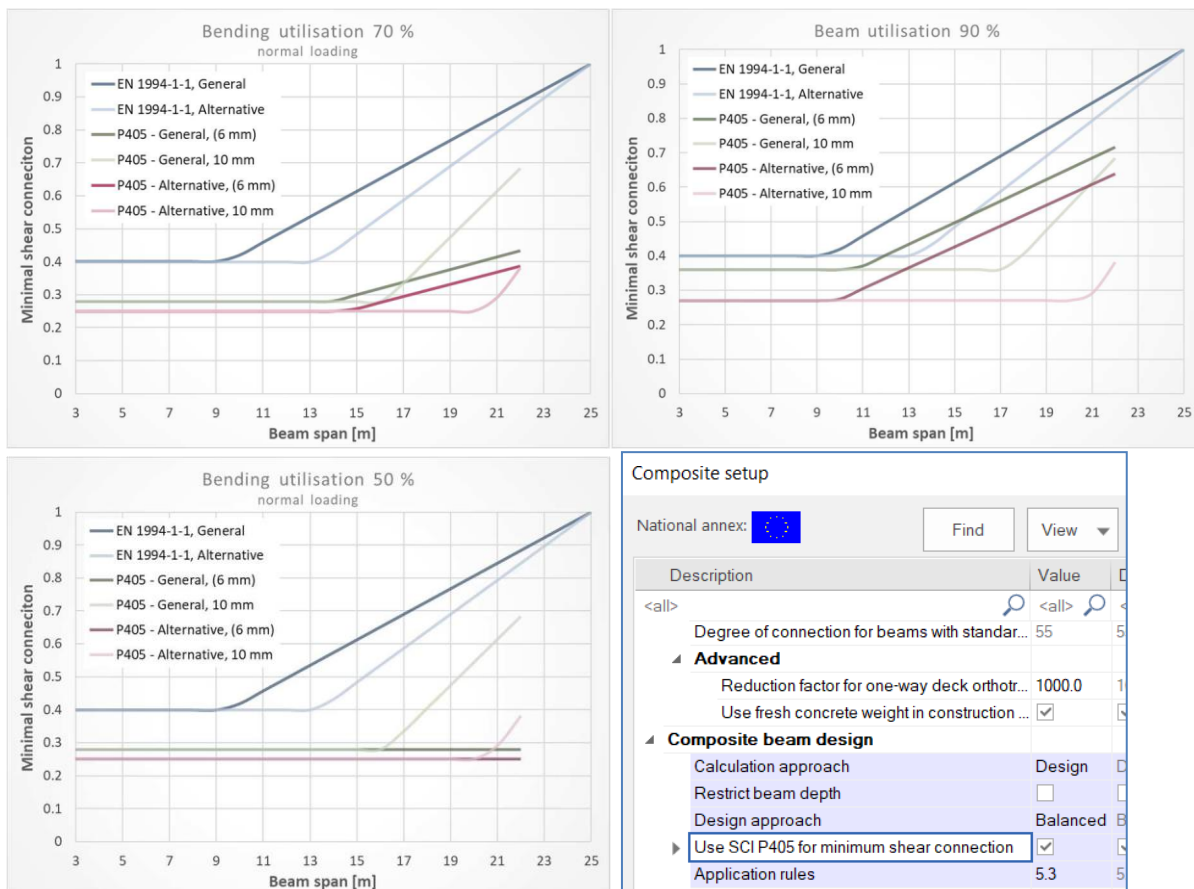 Bending utilisation 70 %
normal loading
Minimal shear conneciton
1
0.9
0.8
0.7
0.6
0.5
0.4
0.3
0.2
0.1
0
EN 1994-1-1, General
EN 1994-1-1, Alternative
P405 - General, (6 mm)
P405 - General, 10 mm
P405 - Alternative, (6 mm)
P405 - Alternative, 10 mm
3 5 7 9 11 13 15 17 19 21 23 25
Beam span [m]
Beam utilisation 90 %
Minimal shear conneciton
1
0.9
0.8
0.7
0.6
0.5
0.4
0.3
0.2
0.1
0
EN 1994-1-1, General
EN 1994-1-1, Alternative
P405 - General, (6 mm)
P405 - General, 10 mm
P405 - Alternative, (6 mm)
P405 - Alternative, 10 mm
3 5 7 9 11 13 15 17 19 21 23 25
Beam span [m]
Bending utilisation 50 %
normal loading
Minimal shear conneciton
1
0.9
0.8
0.7
0.6
0.5
0.4
0.3
0.2
0.1
0
EN 1994-1-1, General
EN 1994-1-1, Alternative
P405 - General, (6 mm)
P405 - General, 10 mm
P405 - Alternative, (6 mm)
P405 - Alternative, 10 mm
3 5 7 9 11 13 15 17 19 21 23 25
Beam span [m]
Composite setup
National annex: Find View
Description Value
<all> <all>
Degree of connection for beams with standar... 55 5
Advanced
Reduction factor for one-way deck orthotr... 1000.0
Use fresh concrete weight in construction ...
Composite beam design
Calculation approach Design
Restrict beam depth
Design approach Balanced
Use SCI P405 for minimum shear connection
Application rules 5.3 5